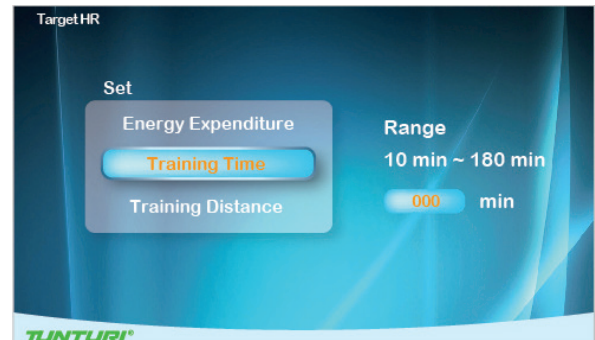 Target HR
Set
Energy Expenditure
Training Time
Training Distance
Range
10 min ~ 180 min
000 min
TUNTURI®